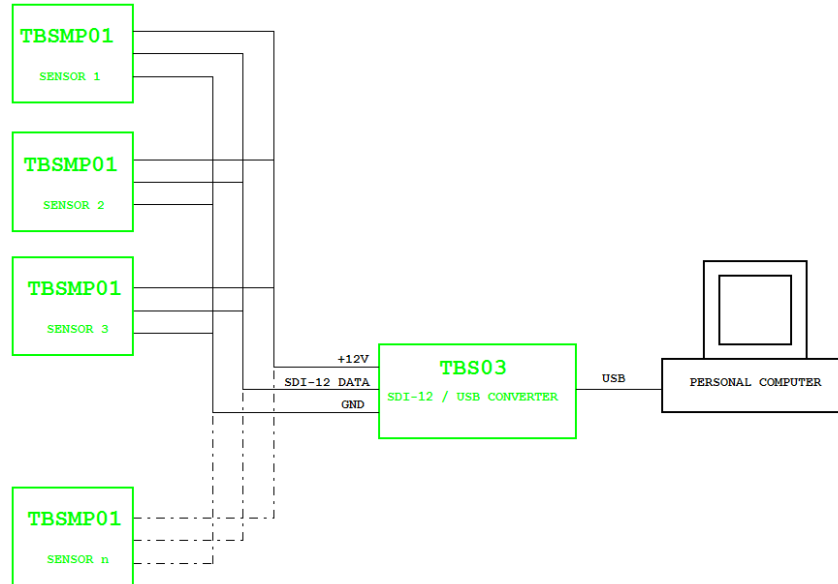 TBSMP01
SENSOR 1
TBSMP01
SENSOR 2
TBSMP01
SENSOR 3
+12V
SDI-12 DATA
GND
TBS03
SDI-12 / USB CONVERTER
USB
PERSONAL COMPUTER
TBSMP01
SENSOR n